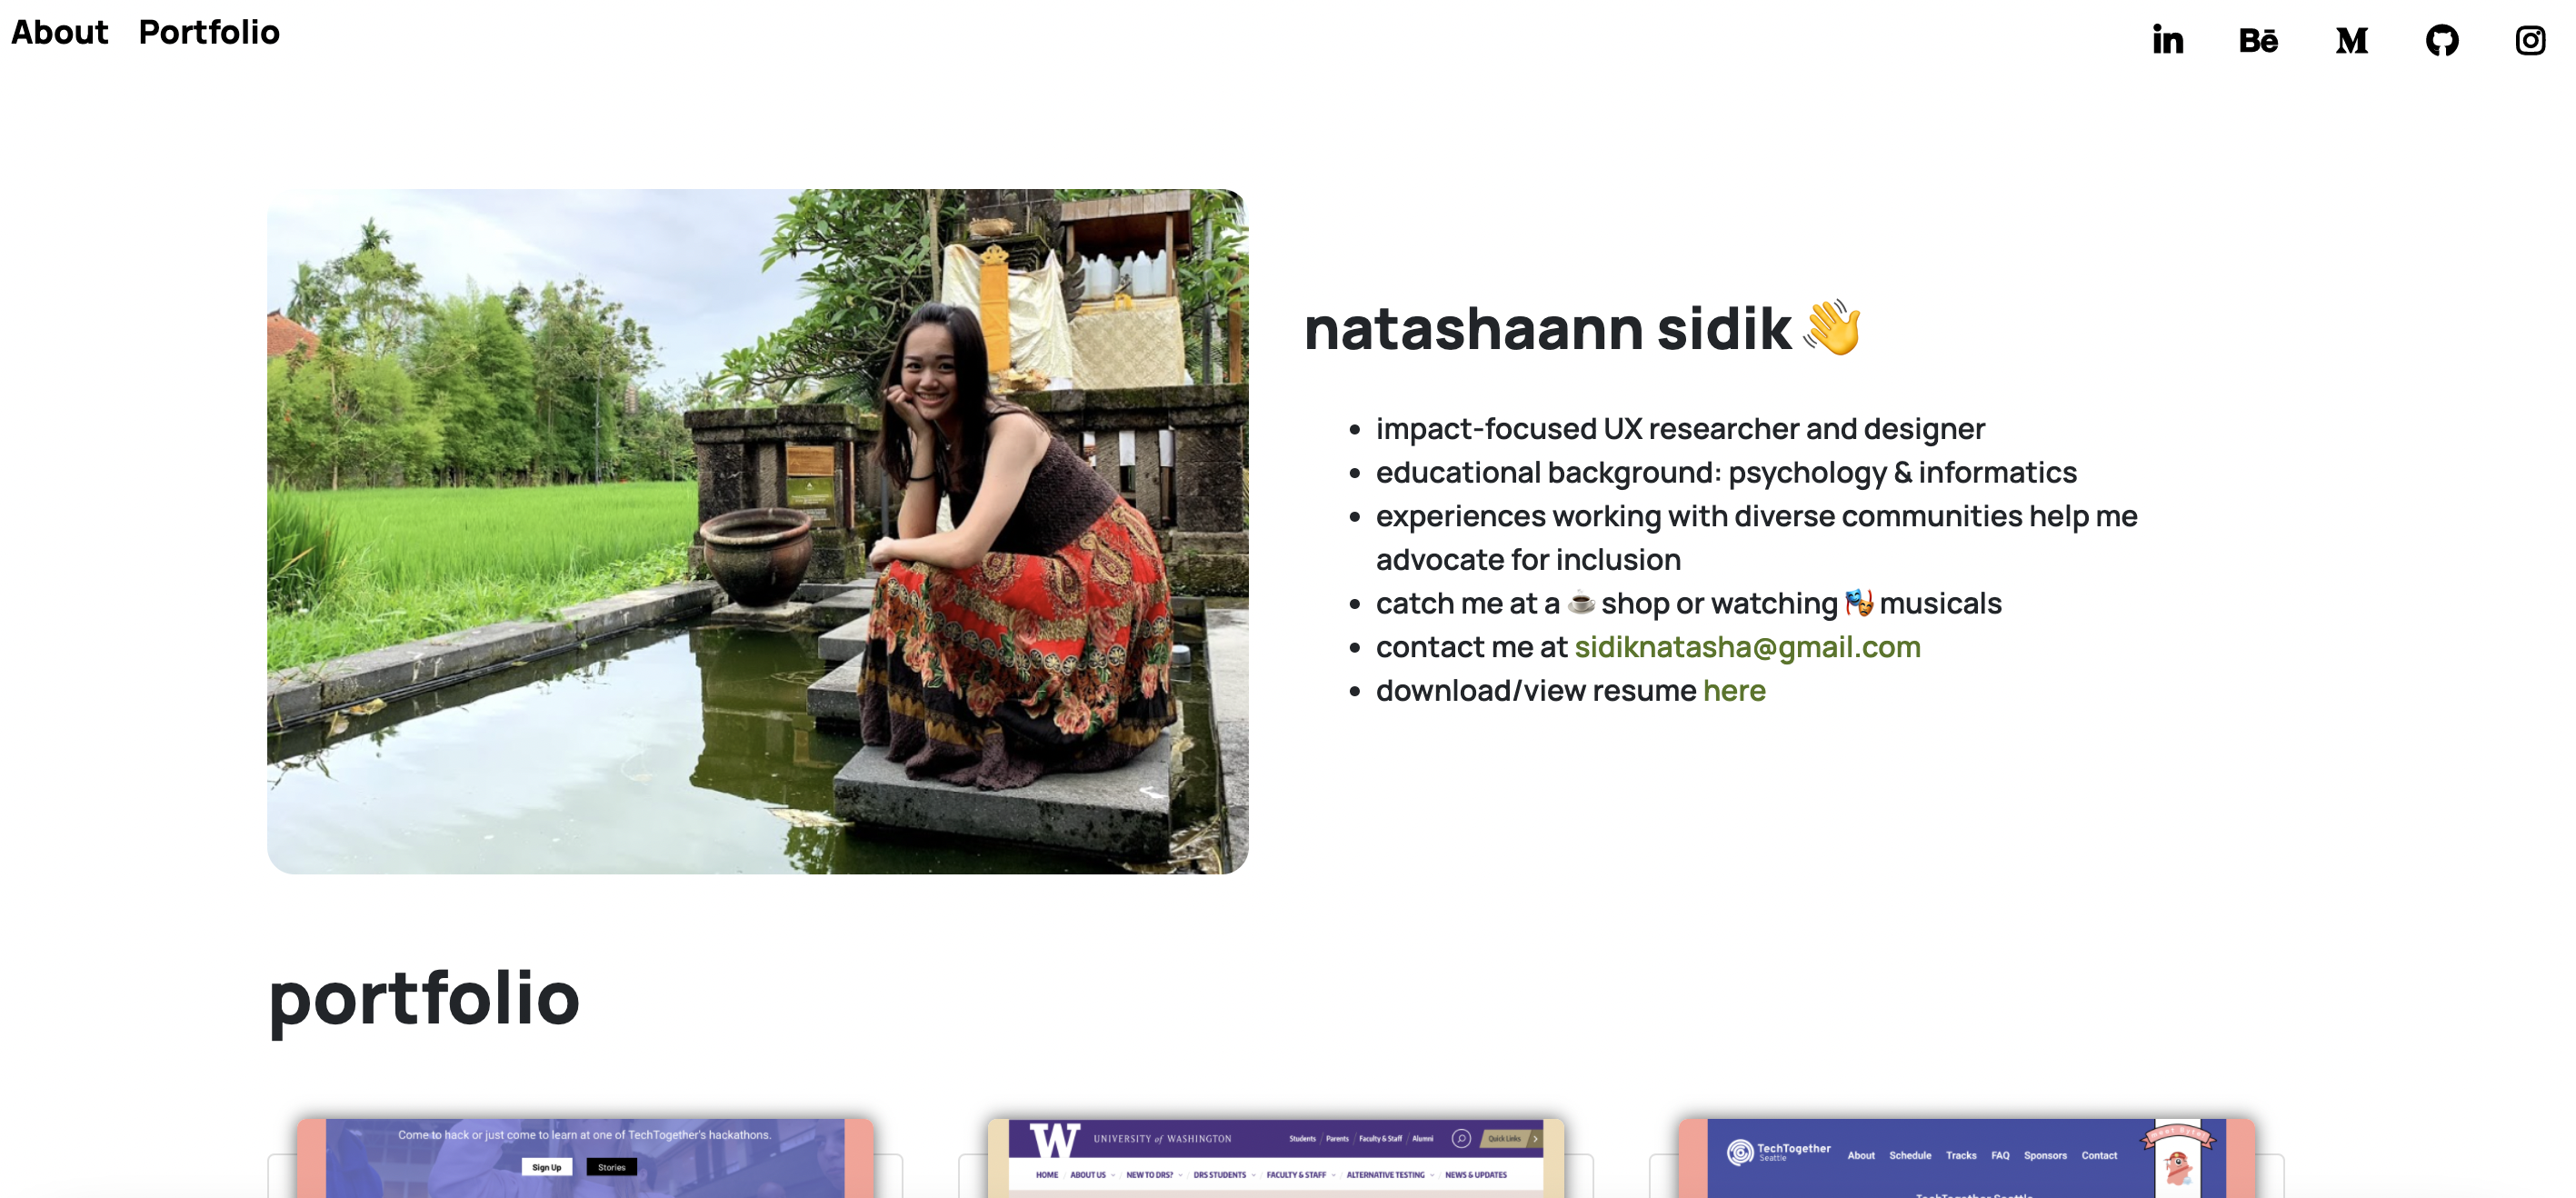 About Portfolio
in Bē M
natashaann sidik 👋
impact-focused UX researcher and designer
educational background: psychology & informatics
experiences working with diverse communities help me
advocate for inclusion
catch me at a ☕ shop or watching 🎭 musicals
contact me at sidiknatasha@gmail.com
download/view resume here
portfolio
Come to hack or just come to learn at one of TechTogether's hackathons.
Sign Up Stories
W UNIVERSITY of WASHINGTON Students / Parents / Faculty & Staff / Alumni Quick Links
HOME ABOUT US NEW TO DRS? DRS STUDENTS FACULTY & STAFF ALTERNATIVE TESTING NEWS & UPDATES
TechTogether
Seattle
About Schedule Tracks FAQ Sponsors Contact
TechTogether Seattle